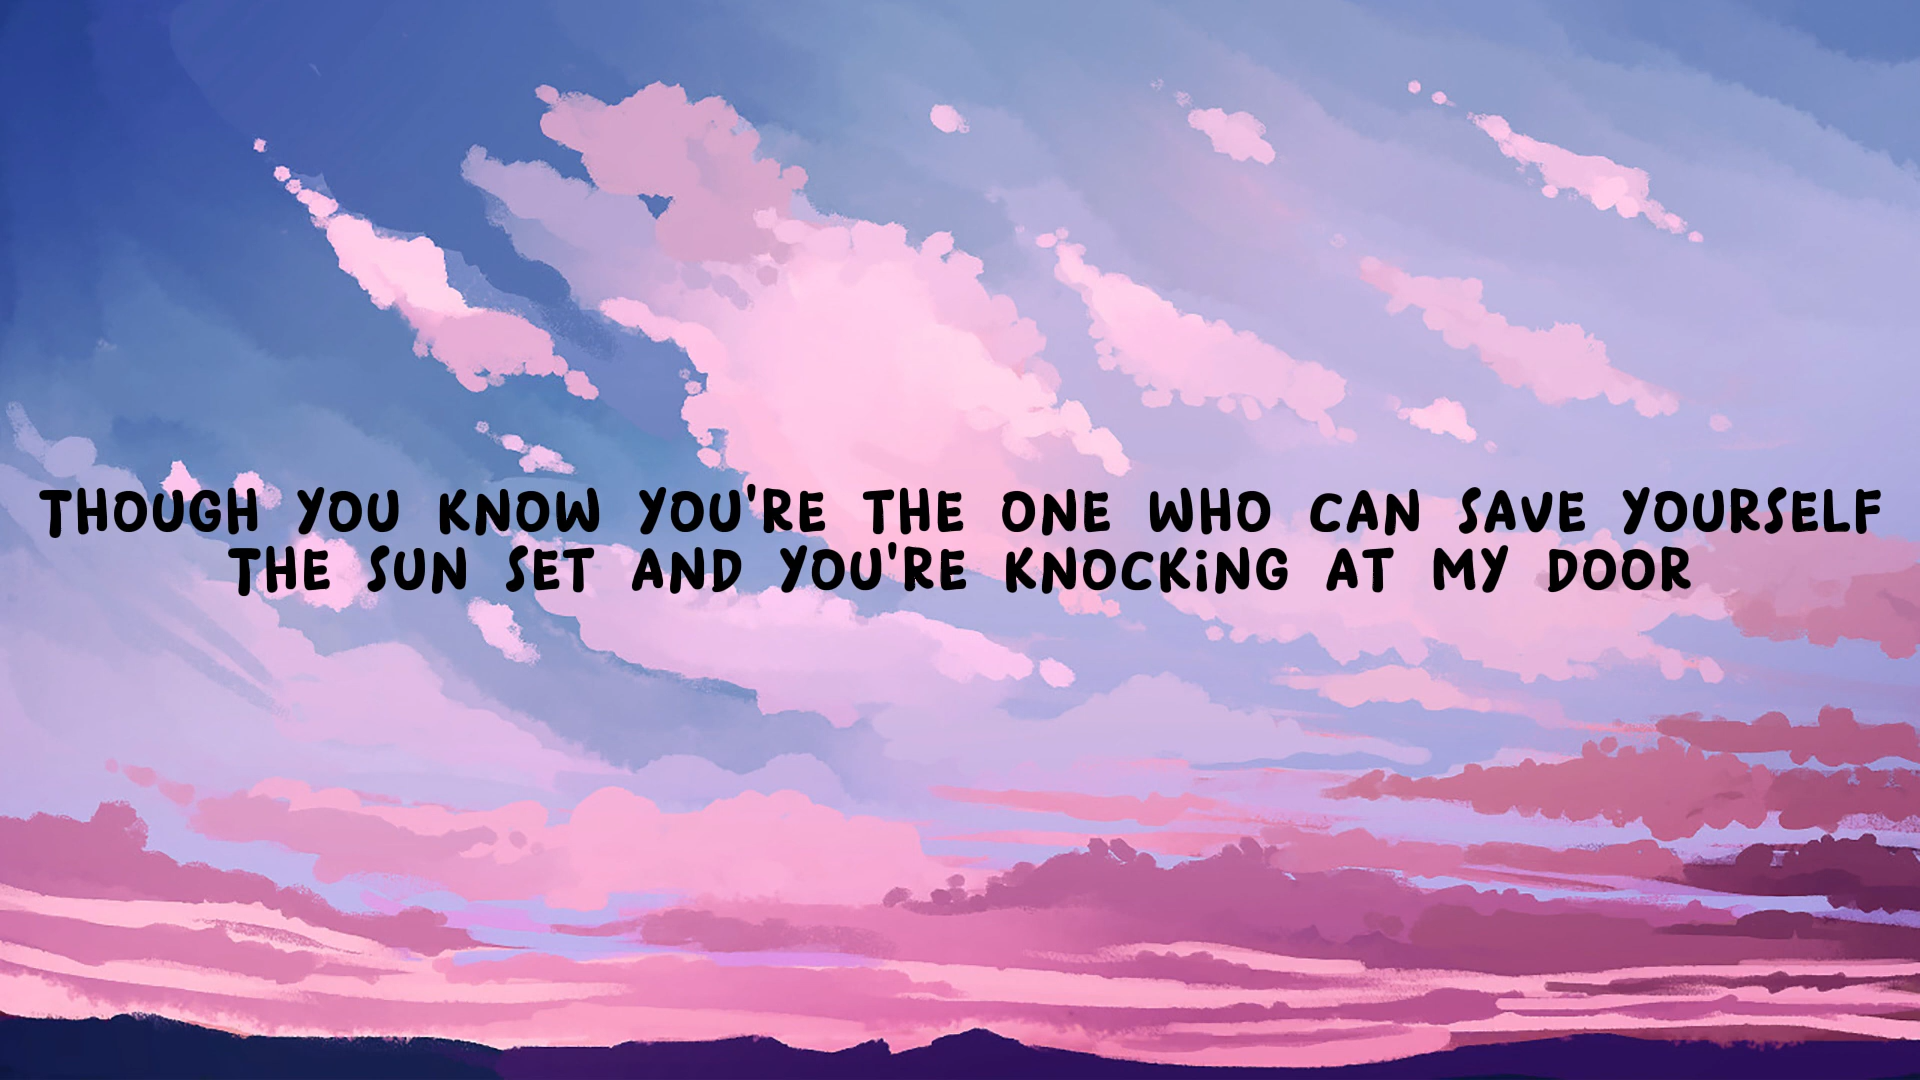 THOUGH YOU KNOW YOU'RE THE ONE WHO CAN SAVE YOURSELF
THE SUN SET AND YOU'RE KNOCKiNG AT MY DOOR